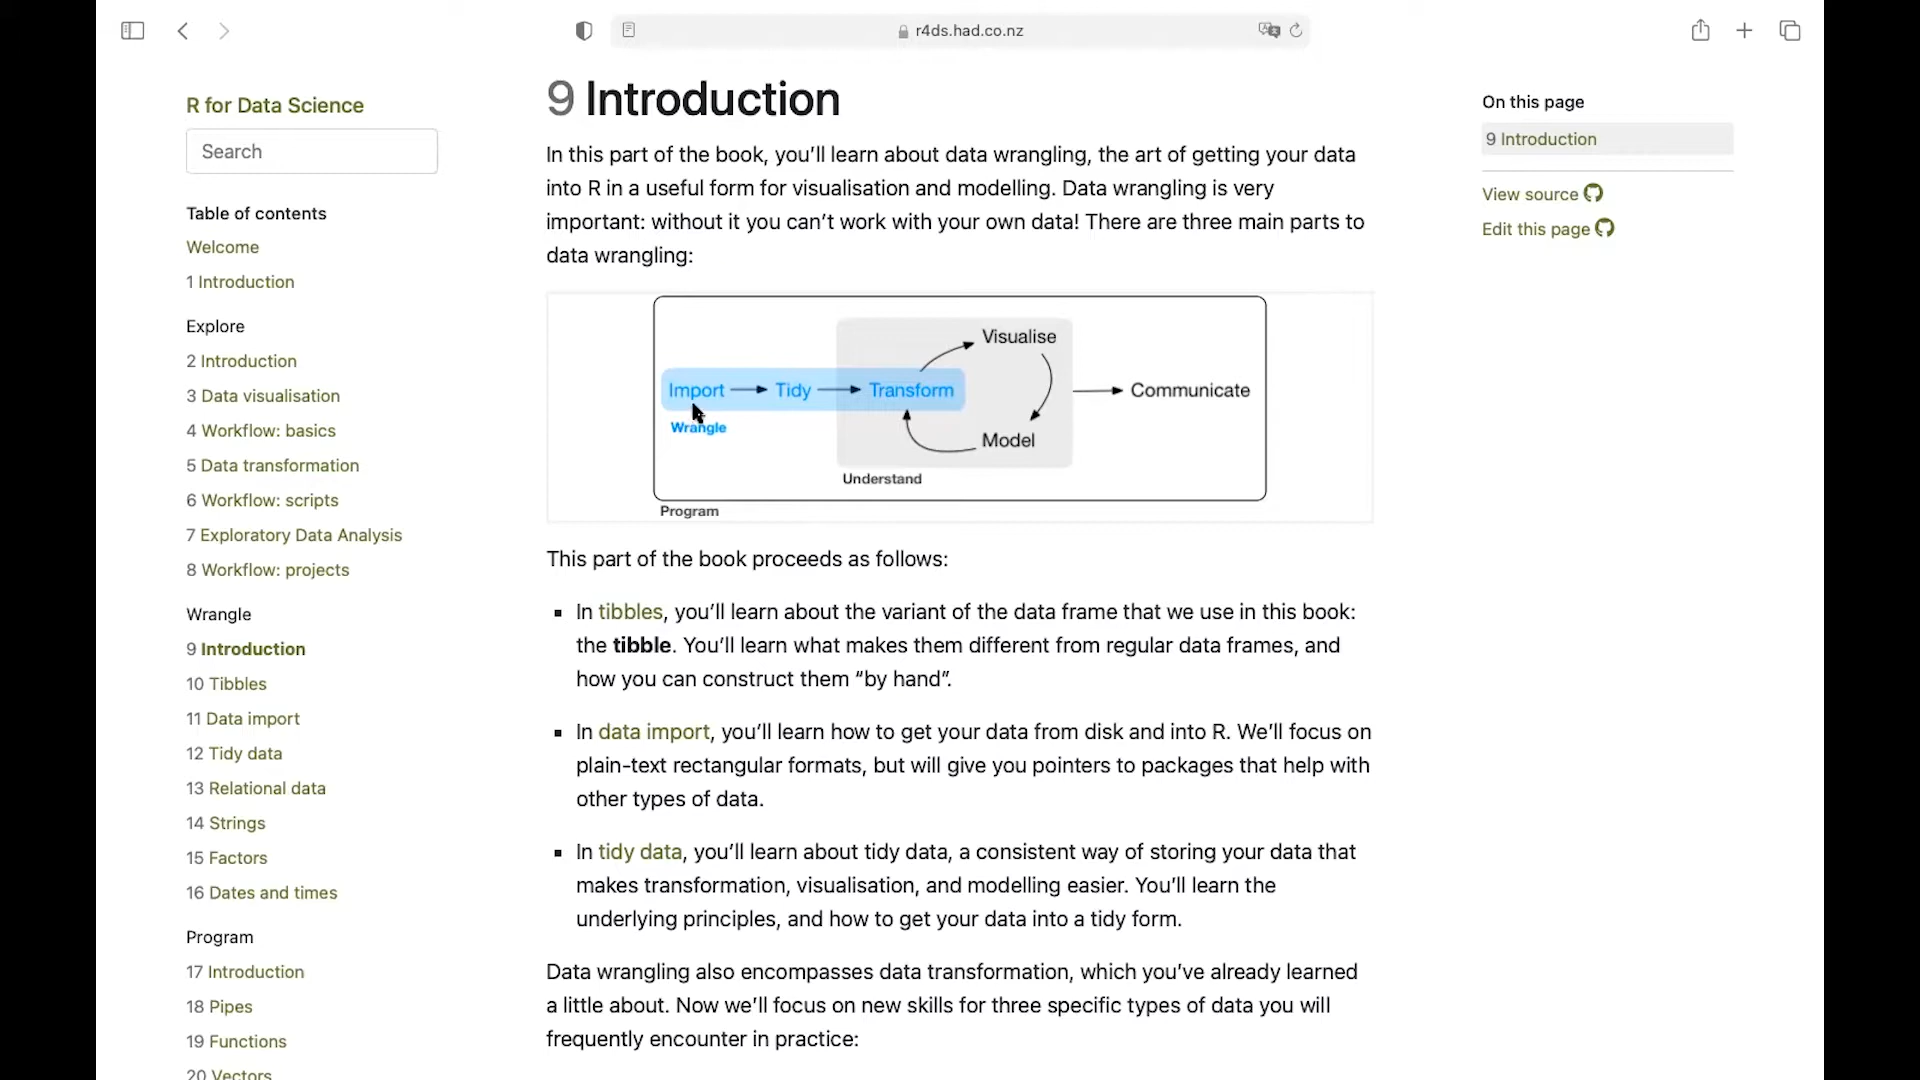 r4ds.had.co.nz
R for Data Science
Search
Table of contents
Welcome
1 Introduction
Explore
2 Introduction
3 Data visualisation
4 Workflow: basics
5 Data transformation
6 Workflow: scripts
7 Exploratory Data Analysis
8 Workflow: projects
Wrangle
9 Introduction
10 Tibbles
11 Data import
12 Tidy data
13 Relational data
14 Strings
15 Factors
16 Dates and times
Program
17 Introduction
18 Pipes
19 Functions
20 Vectors
9 Introduction
In this part of the book, you’ll learn about data wrangling, the art of getting your data
into R in a useful form for visualisation and modelling. Data wrangling is very
important: without it you can’t work with your own data! There are three main parts to
data wrangling:
Visualise
Import Tidy Transform Communicate
Wrangle
Model
Understand
Program
This part of the book proceeds as follows:
▪ In tibbles, you’ll learn about the variant of the data frame that we use in this book:
the tibble. You’ll learn what makes them different from regular data frames, and
how you can construct them “by hand”.
▪ In data import, you’ll learn how to get your data from disk and into R. We’ll focus on
plain-text rectangular formats, but will give you pointers to packages that help with
other types of data.
▪ In tidy data, you’ll learn about tidy data, a consistent way of storing your data that
makes transformation, visualisation, and modelling easier. You’ll learn the
underlying principles, and how to get your data into a tidy form.
Data wrangling also encompasses data transformation, which you’ve already learned
a little about. Now we’ll focus on new skills for three specific types of data you will
frequently encounter in practice:
On this page
9 Introduction
View source
Edit this page